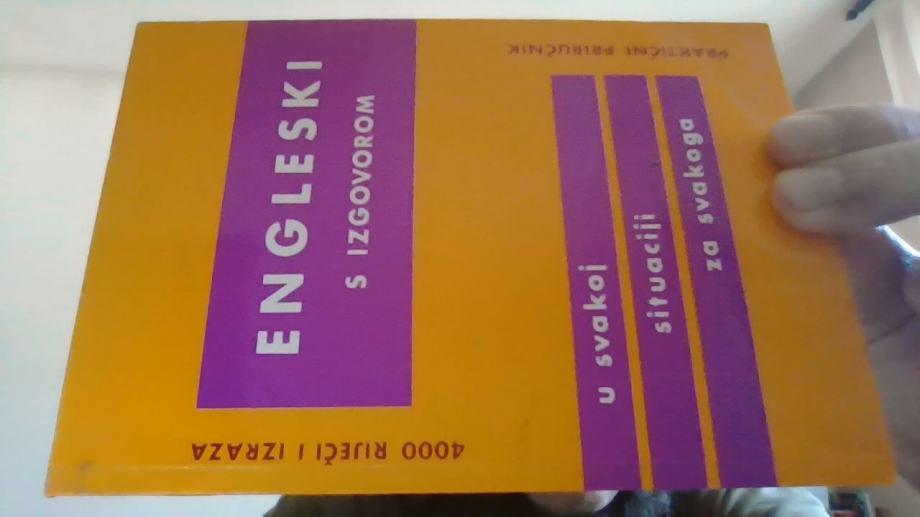 ENGLESKI
S IZGOVOROM
u svakoj
situaciji
za svakoga
4000 RIJEČI I IZRAZA
PRAKTIČNI PRIRUČNIK